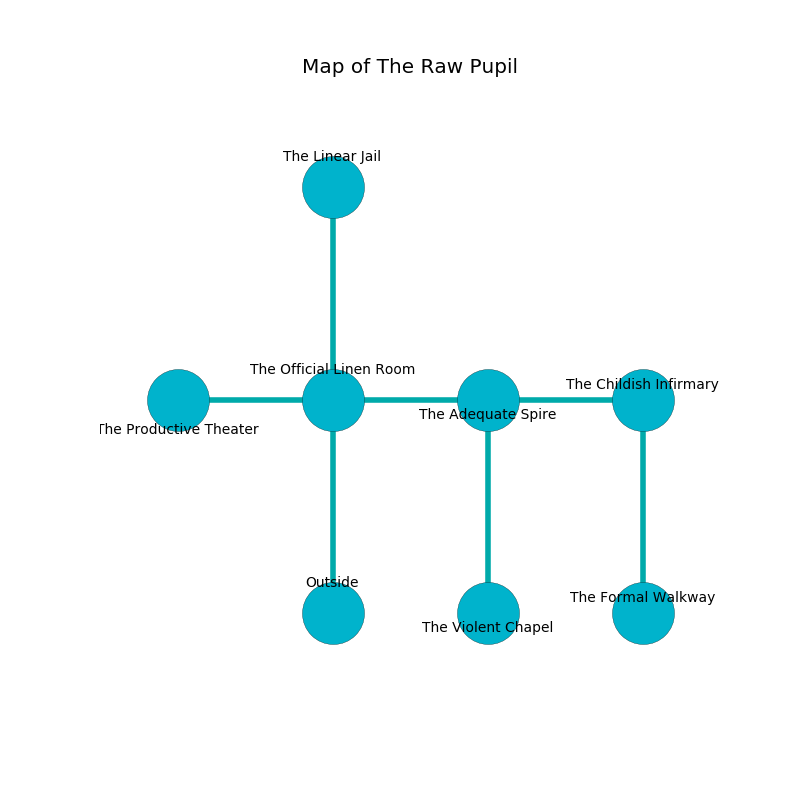 Map of The Raw Pupil
The Linear Jail
The Official Linen Room
The Childish Infirmary
The Adequate Spire
The Productive Theater
Outside
The Formal Walkway
The Violent Chapel